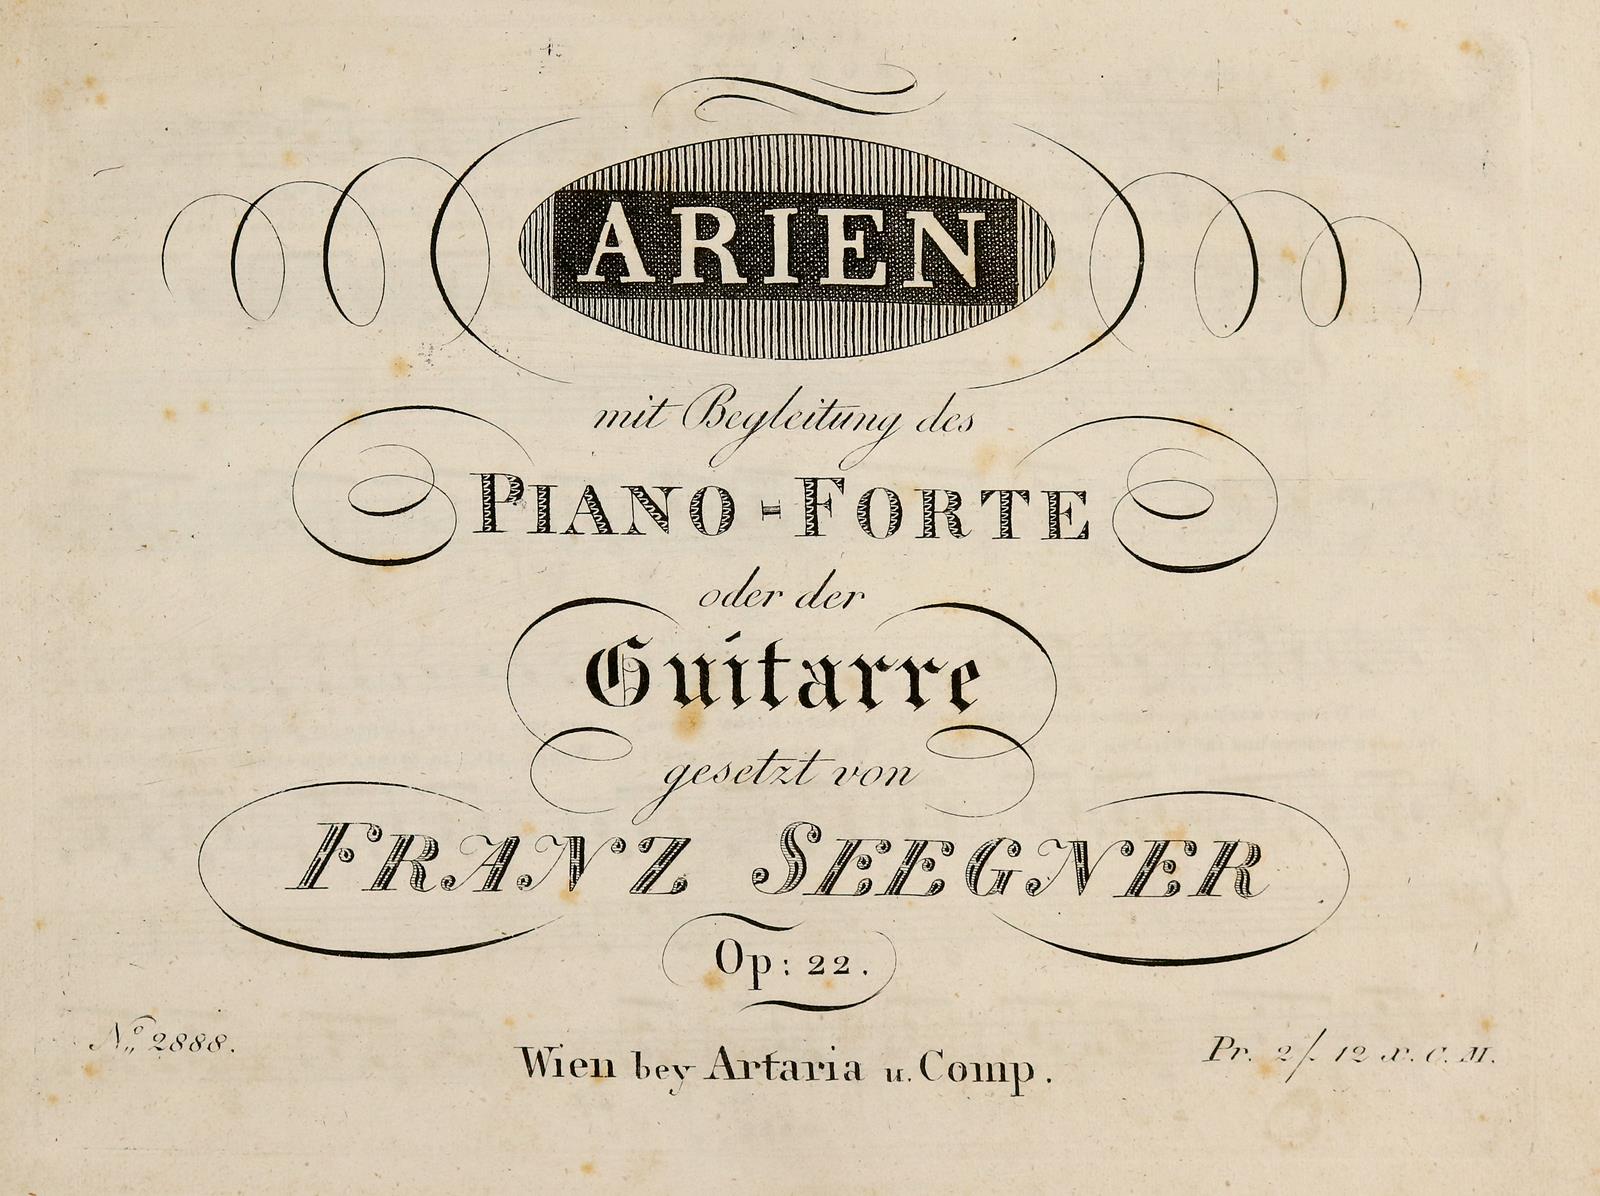 ARIEN
mit Begleitung des
PIANO-FORTE
oder der
Guitarre
gesetzt von
FRANZ SEEGNER
Op: 22.
No. 2888.
Wien bey Artaria u. Comp.
Pr. 2 f. 12 x. C. M.